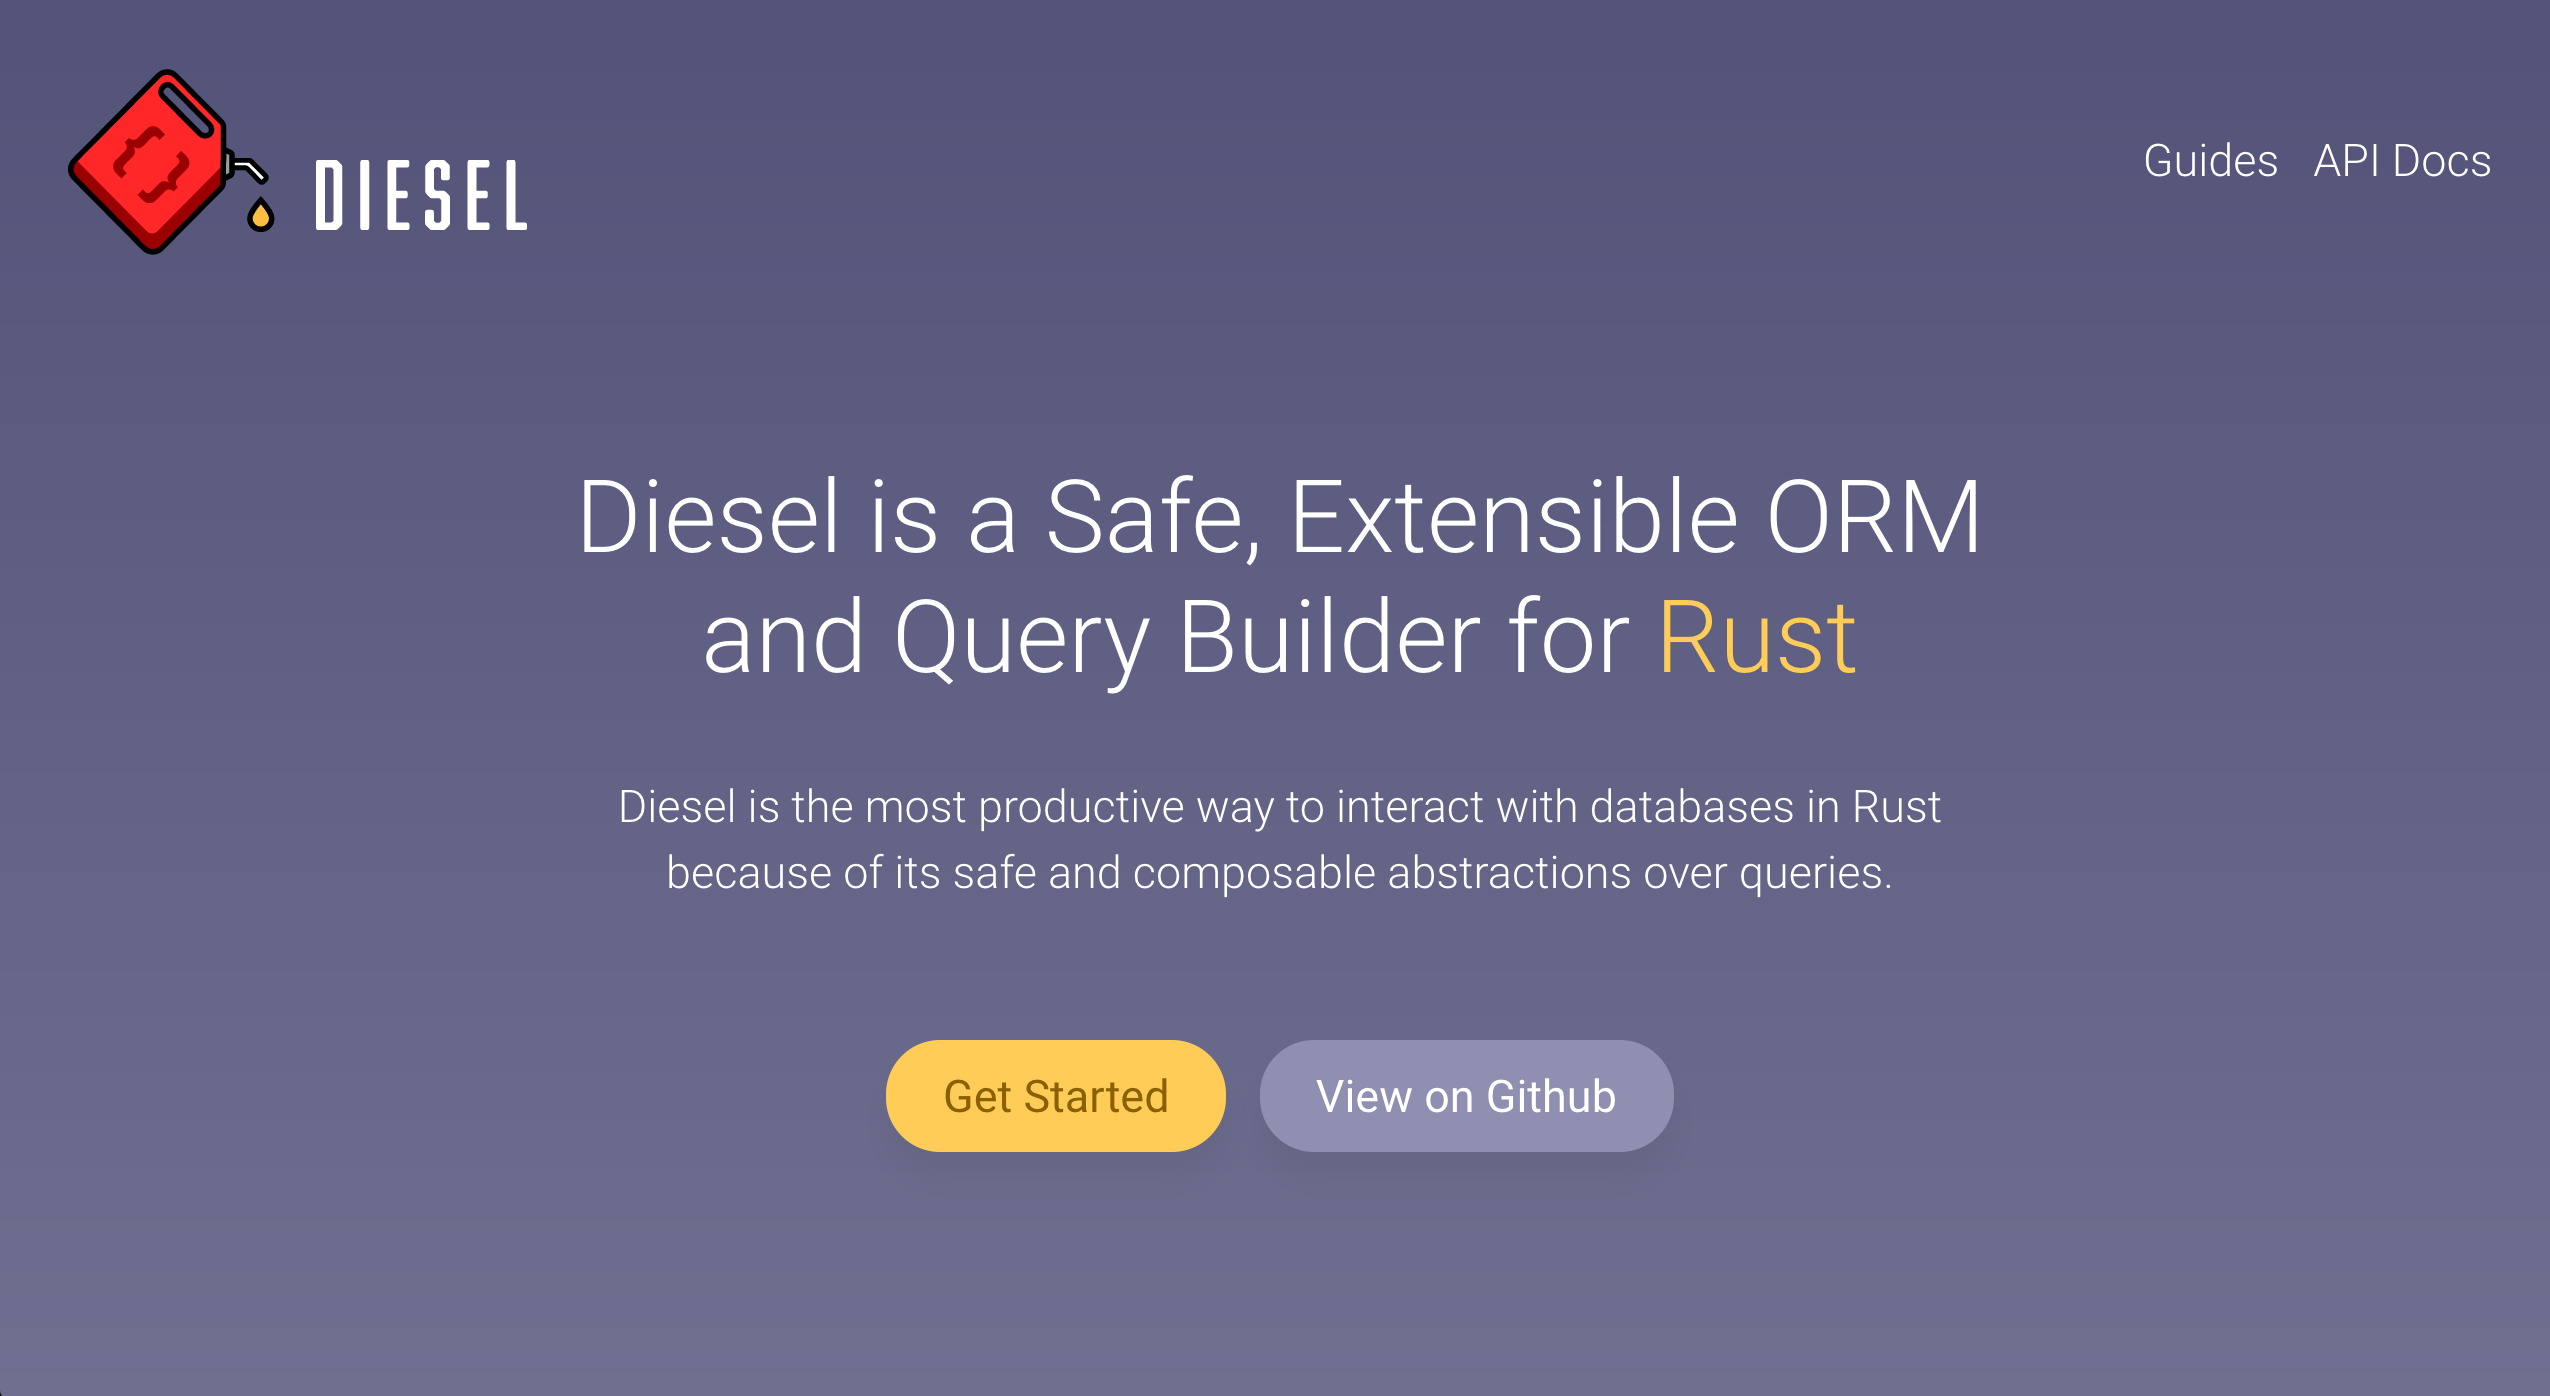 DIESEL
Guides API Docs
Diesel is a Safe, Extensible ORM
and Query Builder for Rust
Diesel is the most productive way to interact with databases in Rust
because of its safe and composable abstractions over queries.
Get Started
View on Github